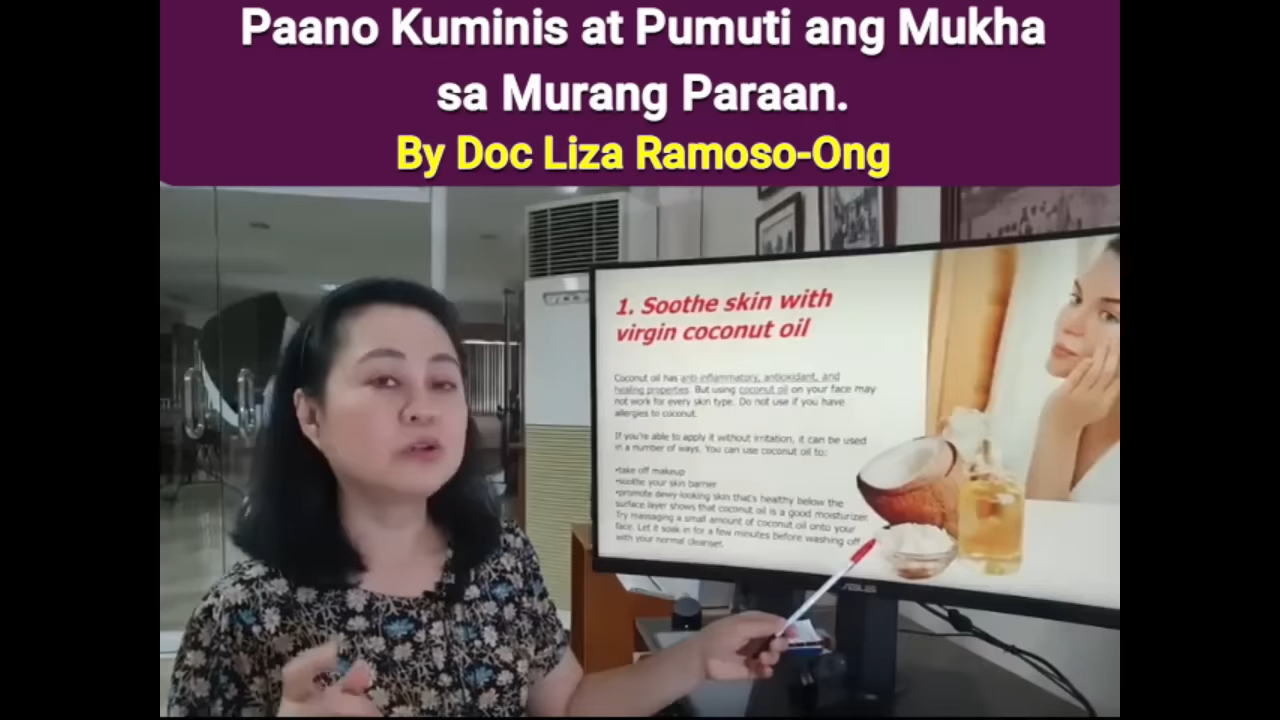 Paano Kuminis at Pumuti ang Mukha
sa Murang Paraan.
By Doc Liza Ramoso-Ong
1. Soothe skin with
virgin coconut oil
Coconut oil has anti-inflammatory, antioxidant, and
healing properties. But using coconut oil on your face may
not work for every skin type. Do not use if you have
allergies to coconut.
If you're able to apply it without irritation, it can be used
in a number of ways. You can use coconut oil to:
•take off makeup
•soothe your skin barrier
•promote dewy-looking skin that's healthy below the
surface layer shows that coconut oil is a good moisturizer.
Try massaging a small amount of coconut oil onto your
face. Let it soak in for a few minutes before washing off
with your normal cleanser.
ASUS